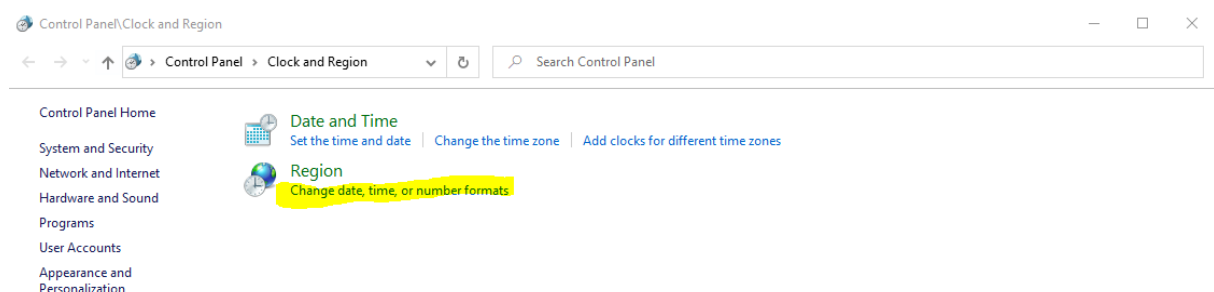 Control Panel\Clock and Region
Control Panel > Clock and Region
Search Control Panel
Control Panel Home
System and Security
Network and Internet
Hardware and Sound
Programs
User Accounts
Appearance and
Personalization
Date and Time
Set the time and date | Change the time zone | Add clocks for different time zones
Region
Change date, time, or number formats